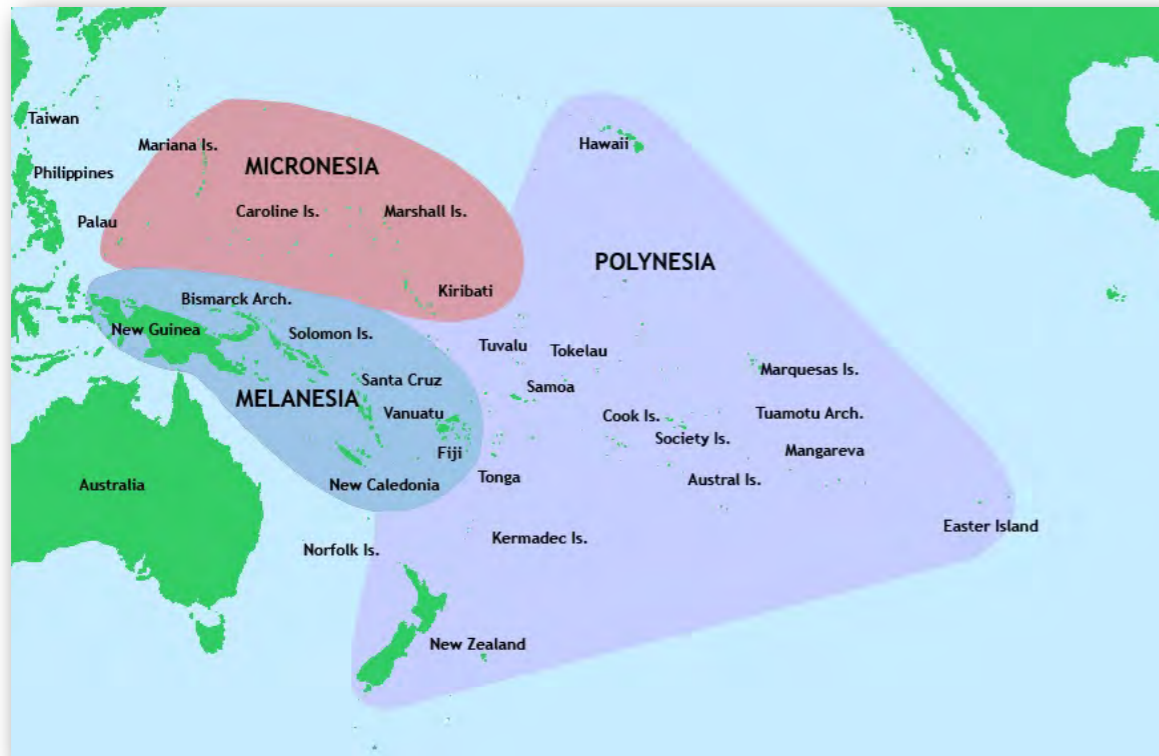 Taiwan
Mariana Is.
Hawaii
MICRONESIA
Philippines
Caroline Is.
Marshall Is.
Palau
POLYNESIA
Kiribati
Bismarck Arch.
New Guinea
Solomon Is.
Tuvalu
Tokelau
Marquesas Is.
Santa Cruz
Samoa
MELANESIA
Vanuatu
Cook Is.
Tuamotu Arch.
Society Is.
Fiji
Mangareva
Tonga
Austral Is.
Australia
New Caledonia
Easter Island
Kermadec Is.
Norfolk Is.
New Zealand